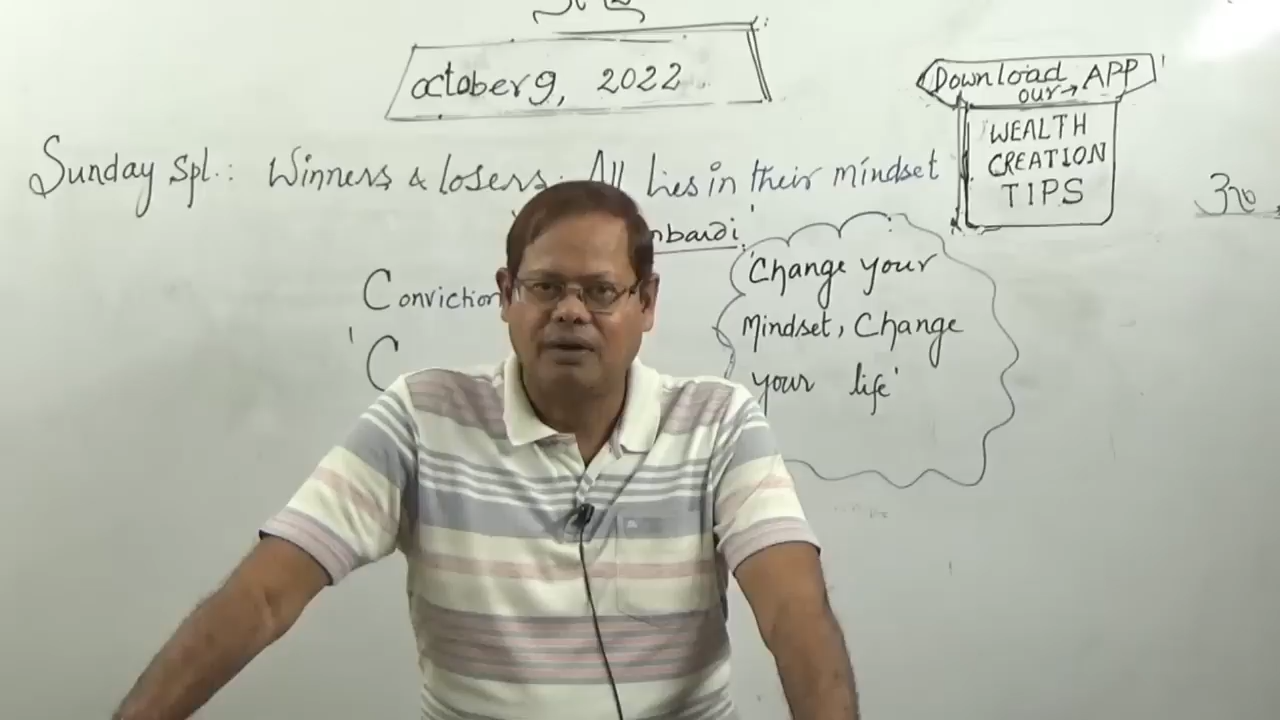 October 9, 2022
Download
our → APP
WEALTH
CREATION
TIPS
Sunday Spl.: Winners & losers: All lies in their mindset
Conviction
'C
'Change your
Mindset, Change
your life'